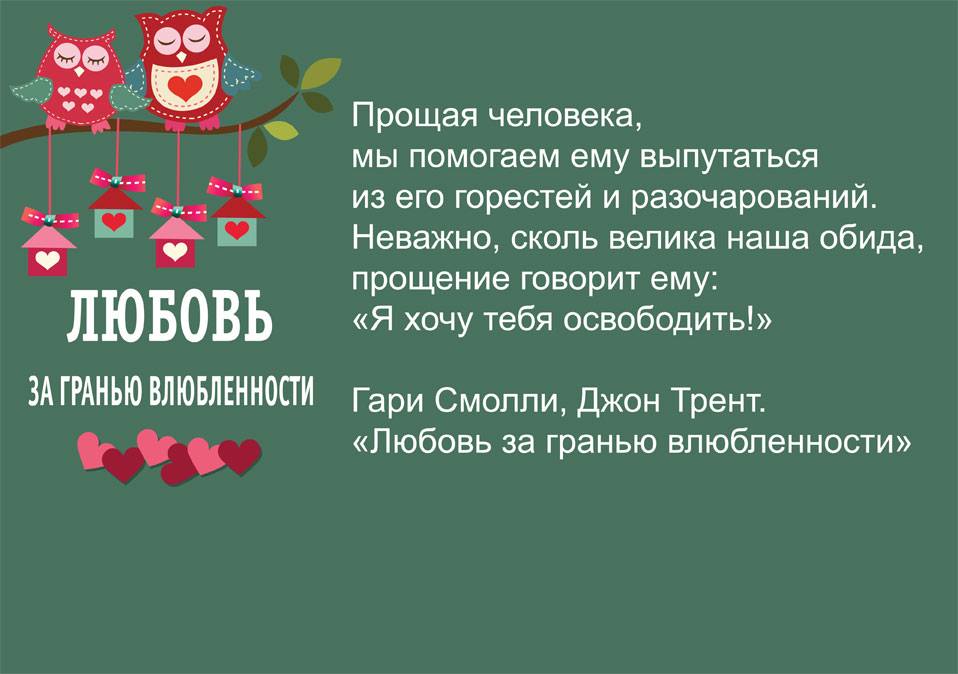 ЛЮБОВЬ
ЗА ГРАНЬЮ ВЛЮБЛЕННОСТИ
Прощая человека,
мы помогаем ему выпутаться
из его горестей и разочарований.
Неважно, сколь велика наша обида,
прощение говорит ему:
«Я хочу тебя освободить!»
Гари Смолли, Джон Трент.
«Любовь за гранью влюбленности»